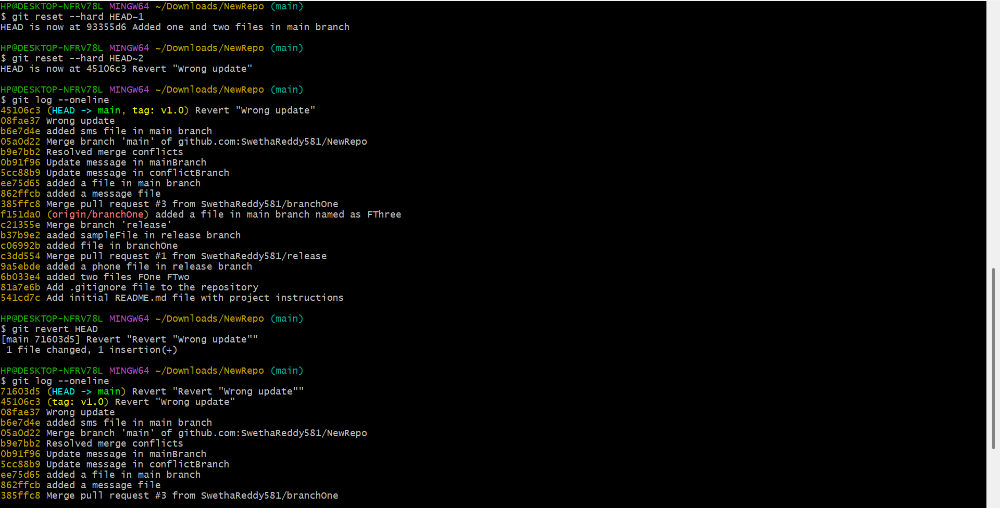 HP@DESKTOP-NFRV78L MINGW64 ~/Downloads/NewRepo (main)
$ git reset --hard HEAD~1
HEAD is now at 93355d6 Added one and two files in main branch
HP@DESKTOP-NFRV78L MINGW64 ~/Downloads/NewRepo (main)
$ git reset --hard HEAD~2
HEAD is now at 45106c3 Revert "Wrong update"
HP@DESKTOP-NFRV78L MINGW64 ~/Downloads/NewRepo (main)
$ git log --oneline
45106c3 (HEAD -> main, tag: v1.0) Revert "Wrong update"
08fae37 Wrong update
b6e7d4e added sms file in main branch
05a0d22 Merge branch 'main' of github.com:SwethaReddy581/NewRepo
b9e7bb2 Resolved merge conflicts
0b91f96 Update message in mainBranch
5cc88b9 Update message in conflictBranch
ee75d65 added a file in main branch
862ffcb added a message file
385ffc8 Merge pull request #3 from SwethaReddy581/branchOne
f151da0 (origin/branchOne) added a file in main branch named as FThree
c21355e Merge branch 'release'
b37b9e2 aaded sampleFile in release branch
c06992b added file in branchOne
c3dd554 Merge pull request #1 from SwethaReddy581/release
9a5ebde added a phone file in release branch
6b033e4 added two files FOne FTwo
81a7e6b Add .gitignore file to the repository
541cd7c Add initial README.md file with project instructions
HP@DESKTOP-NFRV78L MINGW64 ~/Downloads/NewRepo (main)
$ git revert HEAD
[main 71603d5] Revert "Revert "Wrong update""
 1 file changed, 1 insertion(+)
HP@DESKTOP-NFRV78L MINGW64 ~/Downloads/NewRepo (main)
$ git log --oneline
71603d5 (HEAD -> main) Revert "Revert "Wrong update""
45106c3 (tag: v1.0) Revert "Wrong update"
08fae37 Wrong update
b6e7d4e added sms file in main branch
05a0d22 Merge branch 'main' of github.com:SwethaReddy581/NewRepo
b9e7bb2 Resolved merge conflicts
0b91f96 Update message in mainBranch
5cc88b9 Update message in conflictBranch
ee75d65 added a file in main branch
862ffcb added a message file
385ffc8 Merge pull request #3 from SwethaReddy581/branchOne